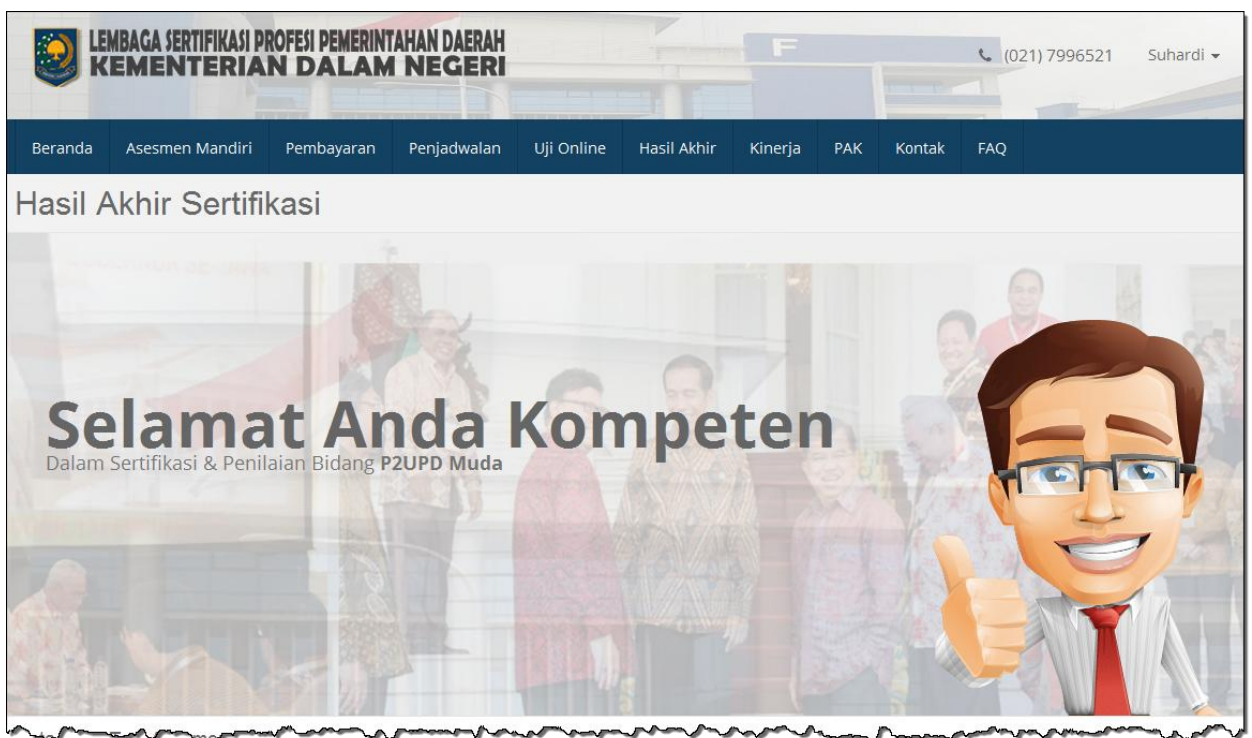 LEMBAGA SERTIFIKASI PROFESI PEMERINTAHAN DAERAH
KEMENTERIAN DALAM NEGERI
(021) 7996521 Suhardi
Beranda Asesmen Mandiri Pembayaran Penjadwalan Uji Online Hasil Akhir Kinerja PAK Kontak FAQ
Hasil Akhir Sertifikasi
Selamat Anda Kompeten
Dalam Sertifikasi & Penilaian Bidang P2UPD Muda